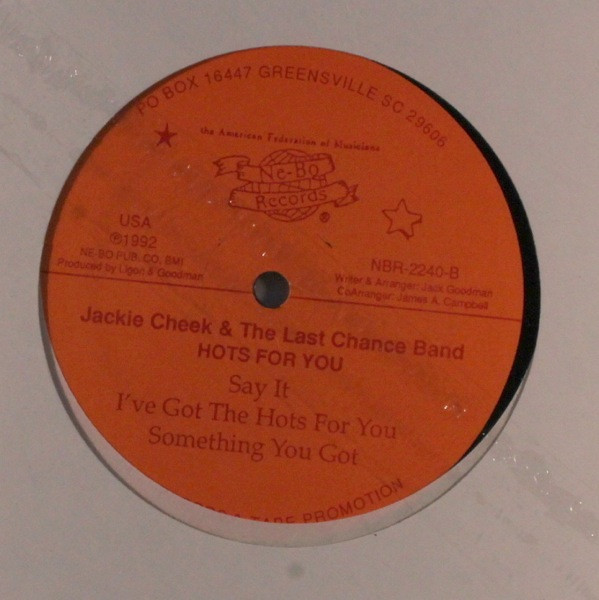 PO BOX 16447 GREENSVILLE SC 29606
the American Federation of Musicians
Ne-Bo
Records
®
USA
℗1992
NE-BO PUB. CO. BMI
Produced by Ligon & Goodman
NBR-2240-B
Writer & Arranger: Jack Goodman
CoArranger: James A. Campbell
Jackie Cheek & The Last Chance Band
HOTS FOR YOU
Say It
I've Got The Hots For You
Something You Got
TAPE PROMOTION